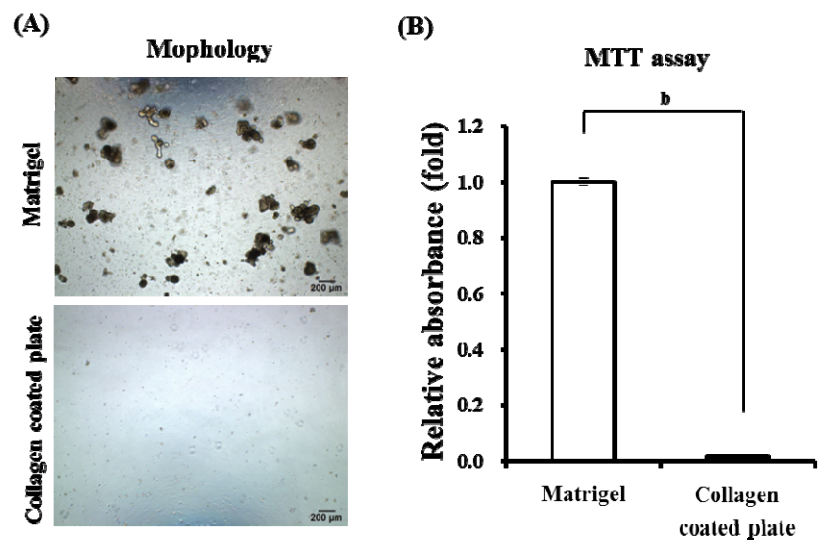 (A)
Mophology
Matrigel
200 μm
Collagen coated plate
200 μm
(B)
MTT assay
b
Relative absorbance (fold)
1.2
1.0
0.8
0.6
0.4
0.2
0.0
Matrigel
Collagen
coated plate